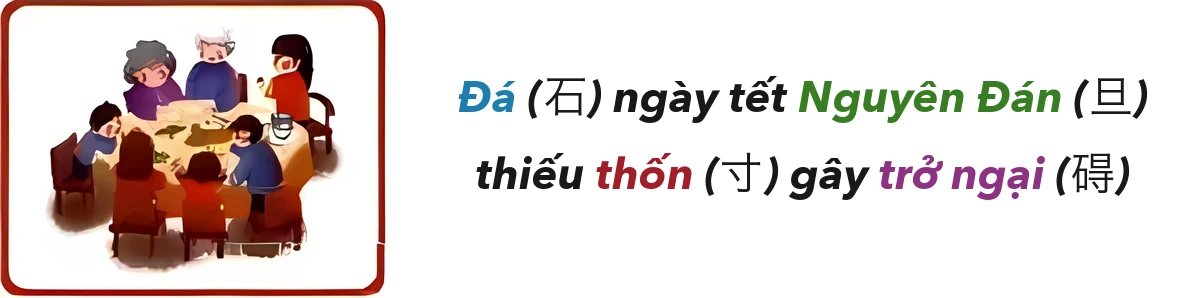 Đá (石) ngày tết Nguyên Đán (旦)
thiếu thốn (寸) gây trở ngại (碍)